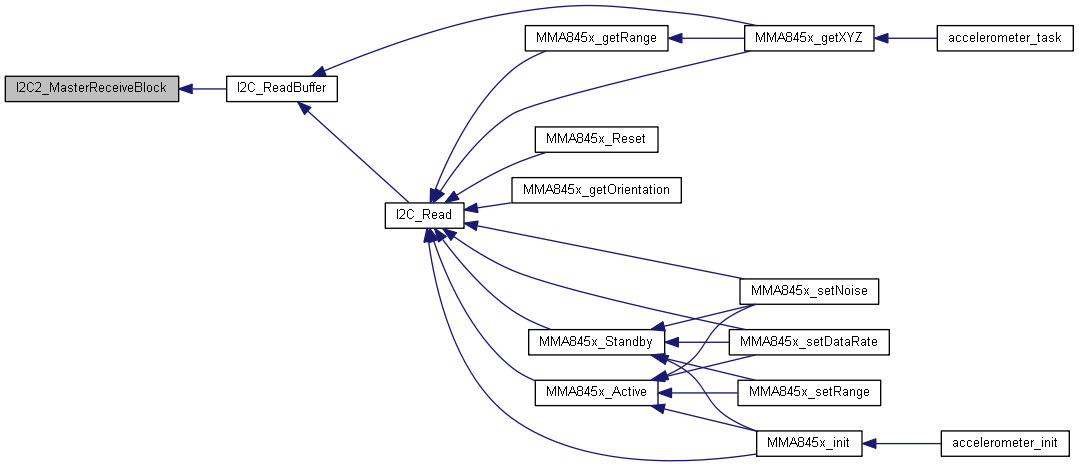 MMA845x_getRange
MMA845x_getXYZ
accelerometer_task
I2C2_MasterReceiveBlock
I2C_ReadBuffer
MMA845x_Reset
MMA845x_getOrientation
I2C_Read
MMA845x_setNoise
MMA845x_Standby
MMA845x_setDataRate
MMA845x_Active
MMA845x_setRange
MMA845x_init
accelerometer_init